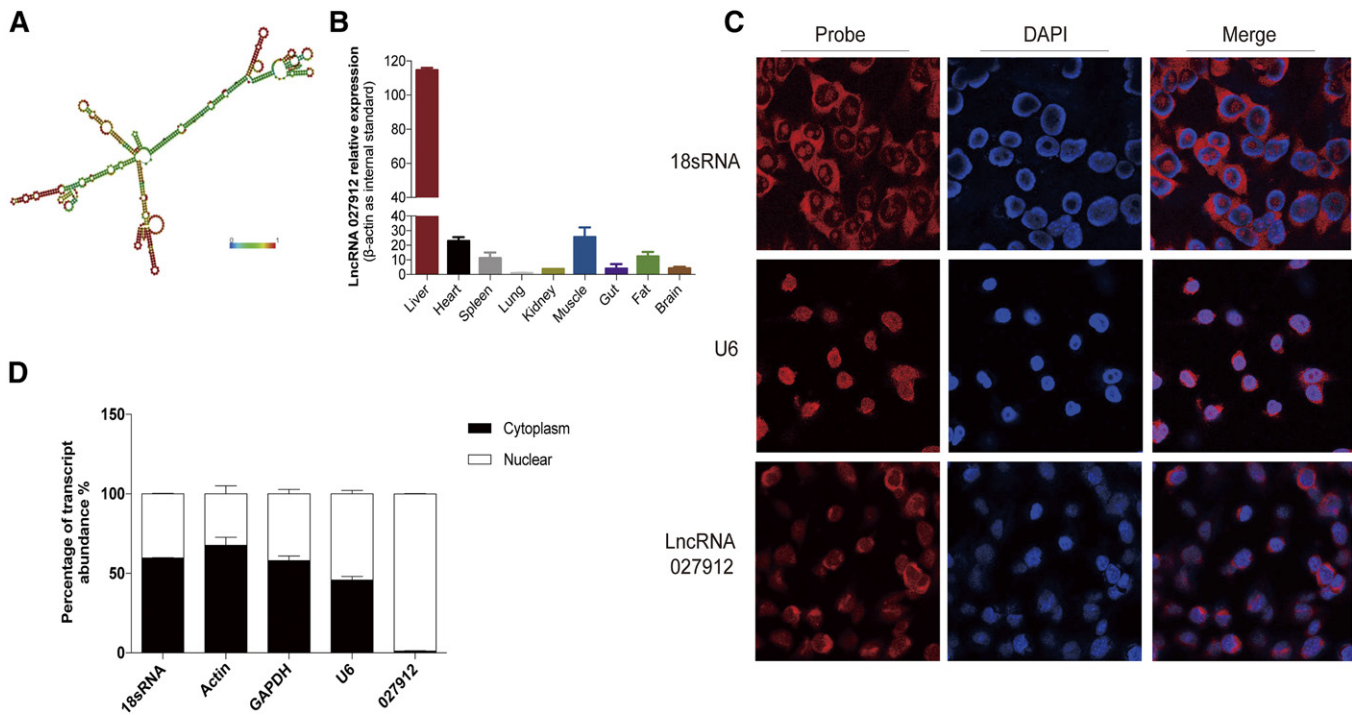 A
0
1
B
LncRNA 027912 relative expression
(β-actin as internal standard)
120
100
80
60
40
40
30
20
10
0
Liver
Heart
Spleen
Lung
Kidney
Muscle
Gut
Fat
Brain
C
Probe
DAPI
Merge
18sRNA
U6
LncRNA
027912
D
Percentage of transcript
abundance %
150
100
50
0
18sRNA
Actin
GAPDH
U6
027912
Cytoplasm
Nuclear